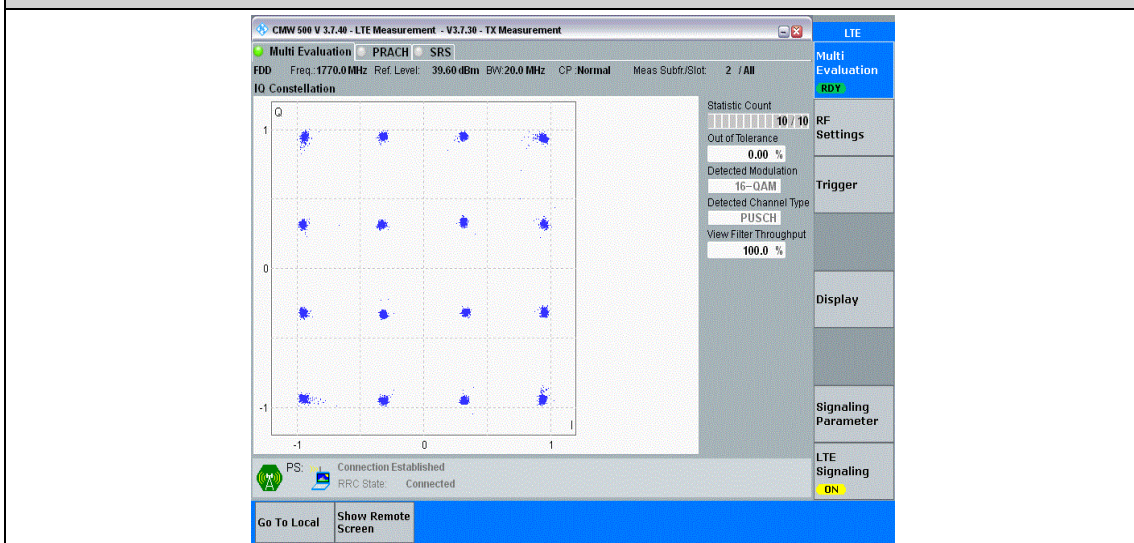 CMW 500 V 3.7.40 - LTE Measurement - V3.7.30 - TX Measurement
LTE
Multi Evaluation PRACH SRS
FDD Freq.:1770.0 MHz Ref. Level: 39.60 dBm BW:20.0 MHz CP :Normal Meas Subfr./Slot: 2 / All
IQ Constellation
Q
1
0
-1
-1 0 1
I
Statistic Count
10 / 10
Out of Tolerance
0.00 %
Detected Modulation
16-QAM
Detected Channel Type
PUSCH
View Filter Throughput
100.0 %
Multi
Evaluation
RDY
RF
Settings
Trigger
Display
Signaling
Parameter
LTE
Signaling
ON
PS: Connection Established
RRC State: Connected
Go To Local
Show Remote
Screen